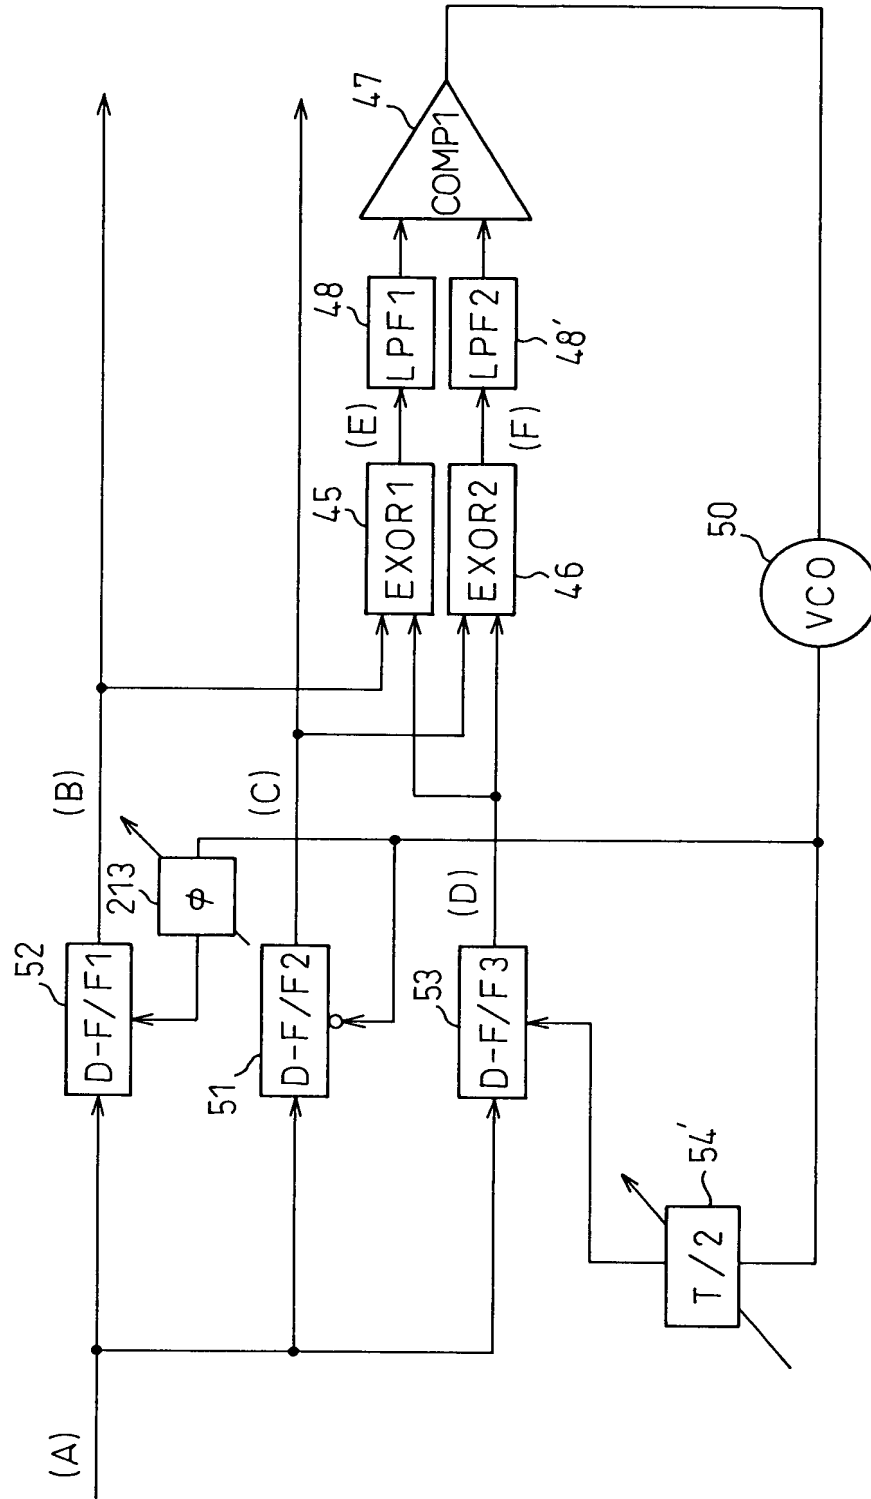 (A)
(B)
(C)
(D)
(E)
(F)
52
D-F/F1
213
φ
51
D-F/F2
53
D-F/F3
45
EXOR1
EXOR2
46
48
LPF1
LPF2
48'
47
COMP1
T/2
54'
50
VCO